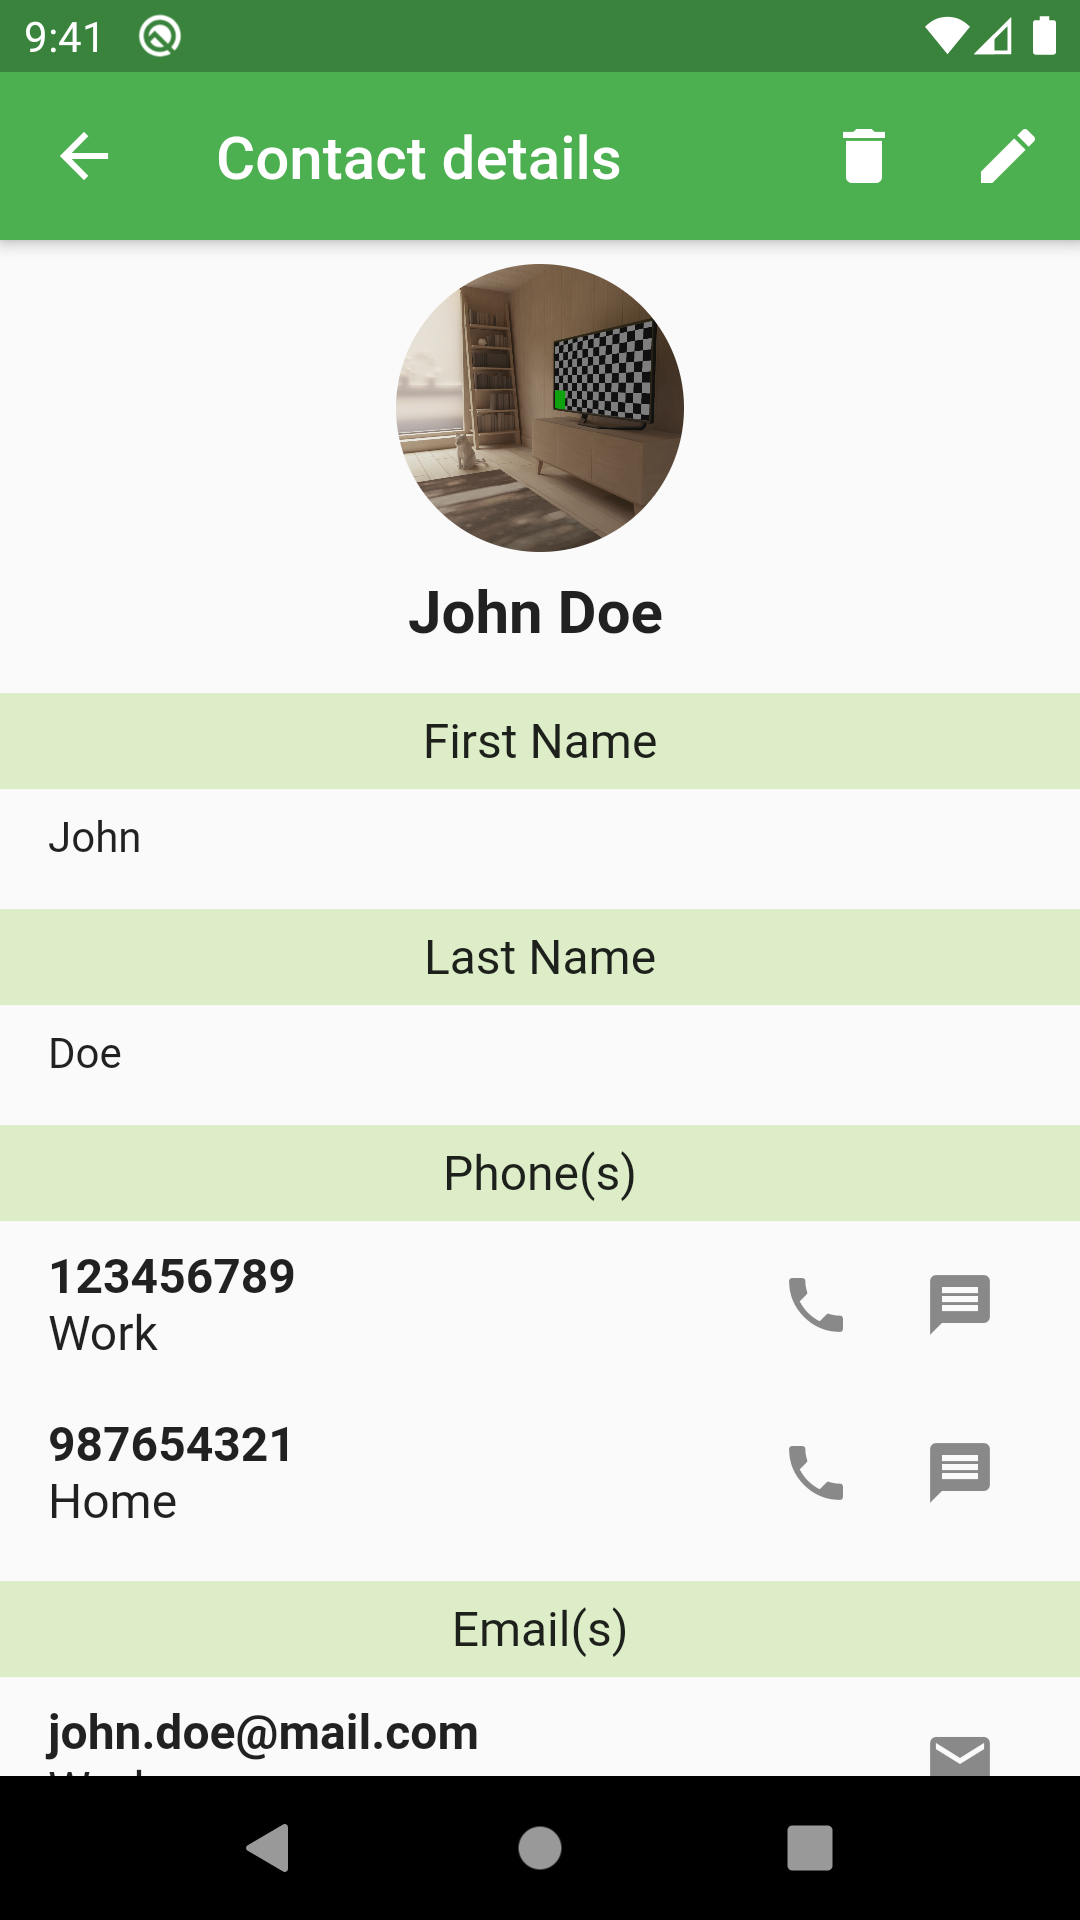 9:41
Contact details
John Doe
First Name
John
Last Name
Doe
Phone(s)
123456789
Work
987654321
Home
Email(s)
john.doe@mail.com